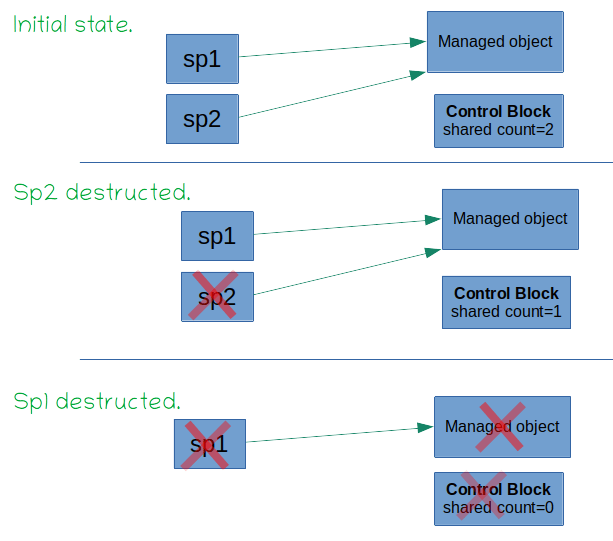 Initial state.
sp1
Managed object
sp2
Control Block
shared count=2
Sp2 destructed.
sp1
Managed object
sp2
Control Block
shared count=1
Sp1 destructed.
sp1
Managed object
Control Block
shared count=0